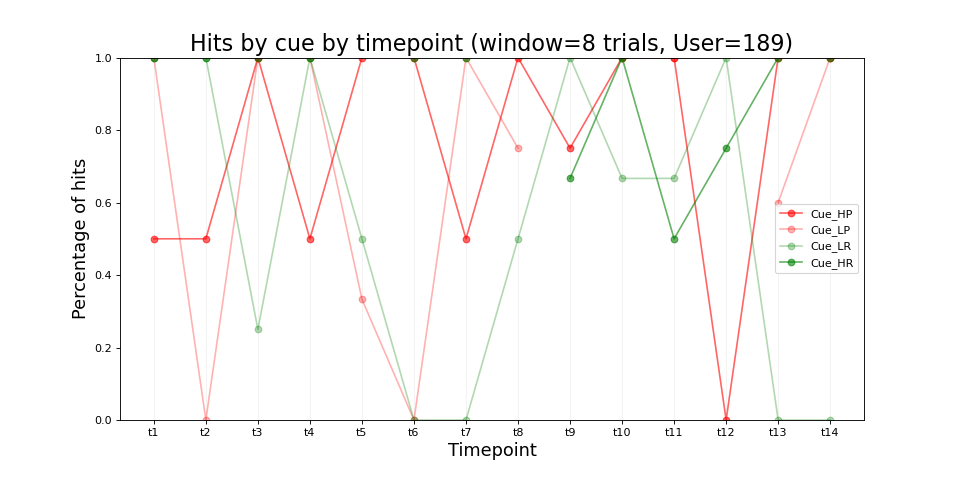 Hits by cue by timepoint (window=8 trials, User=189)
Percentage of hits
1.0
0.8
0.6
0.4
0.2
0.0
Cue_HP
Cue_LP
Cue_LR
Cue_HR
t1 t2 t3 t4 t5 t6 t7 t8 t9 t10 t11 t12 t13 t14
Timepoint